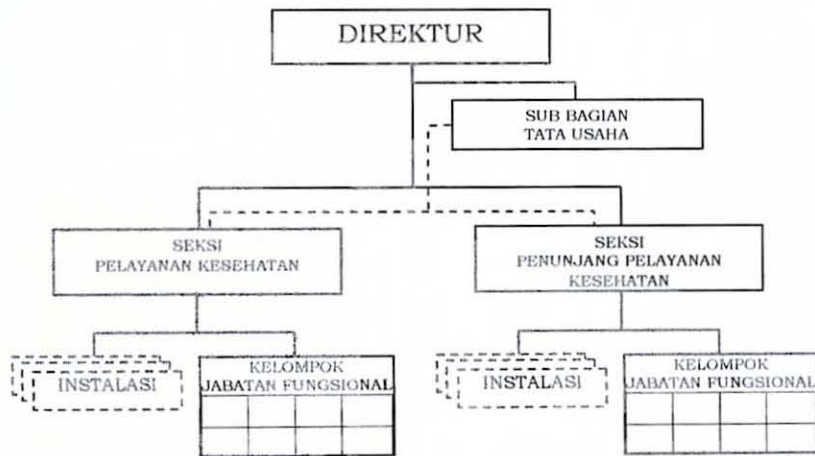 DIREKTUR
SUB BAGIAN
TATA USAHA
SEKSI
PELAYANAN KESEHATAN
SEKSI
PENUNJANG PELAYANAN
KESEHATAN
INSTALASI
KELOMPOK
JABATAN FUNGSIONAL
INSTALASI
KELOMPOK
JABATAN FUNGSIONAL